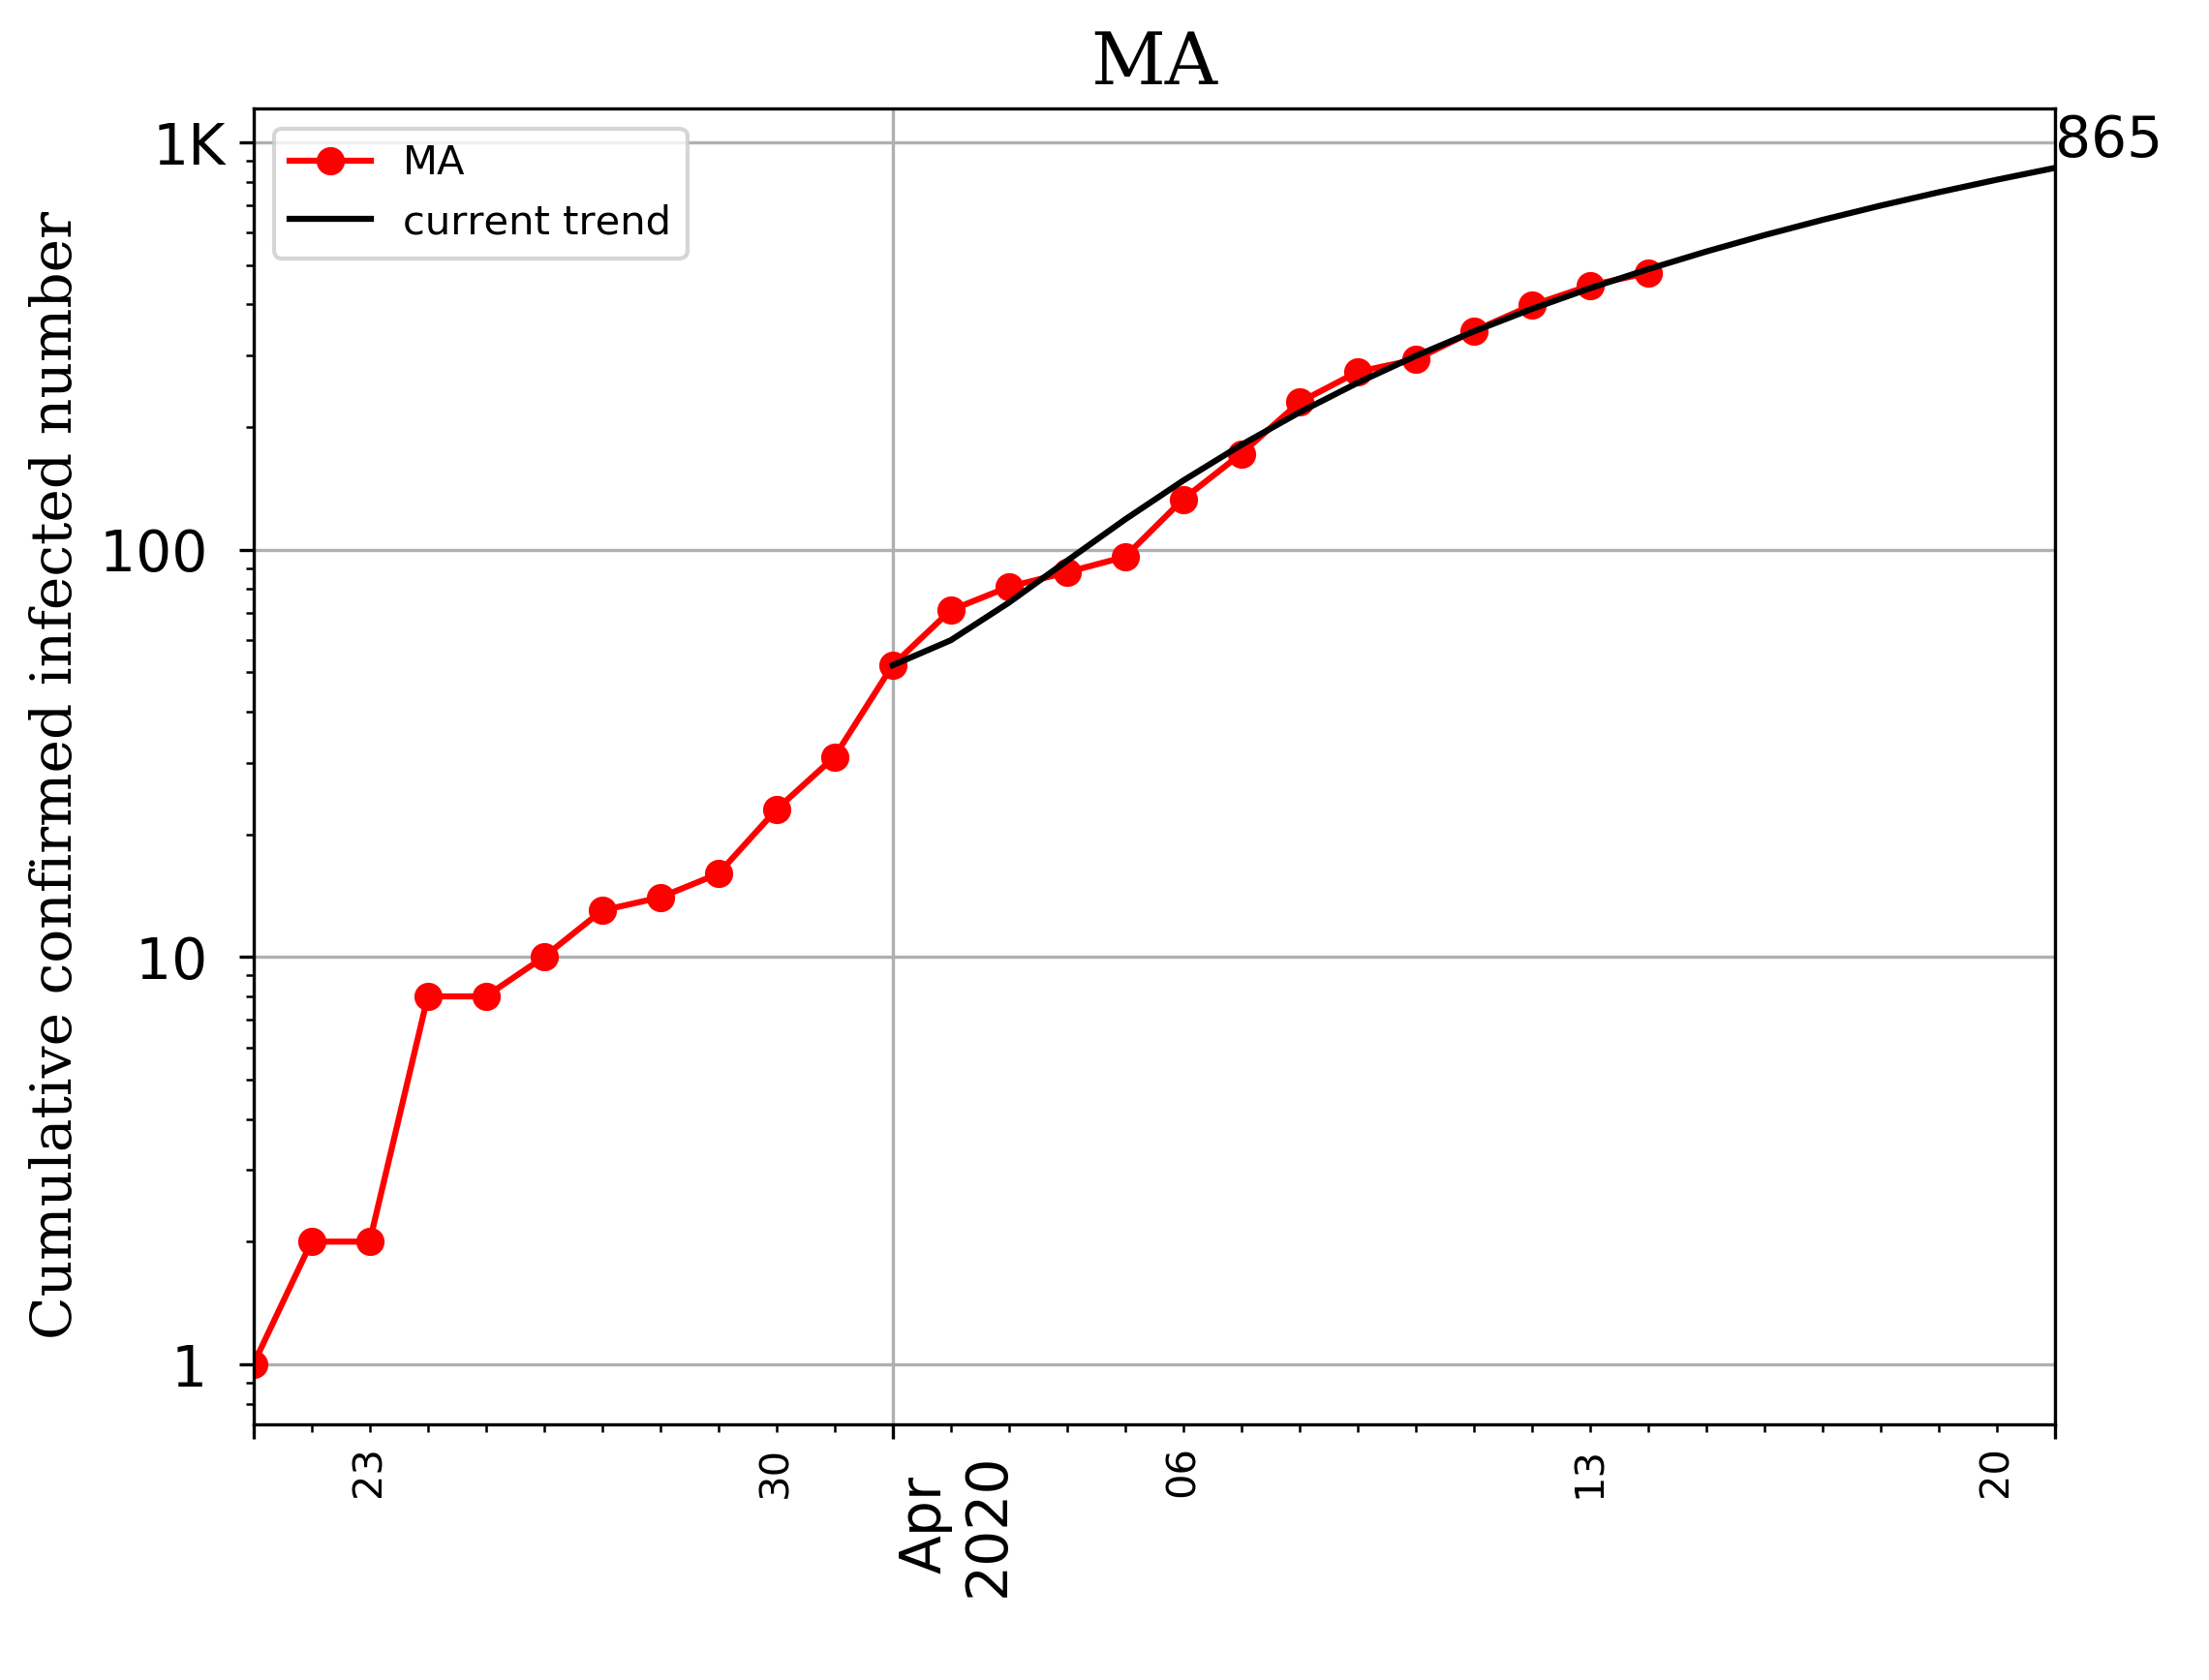 MA
865
1K
100
10
1
MA
current trend
Cumulative confirmed infected number
23
30
Apr
2020
06
13
20